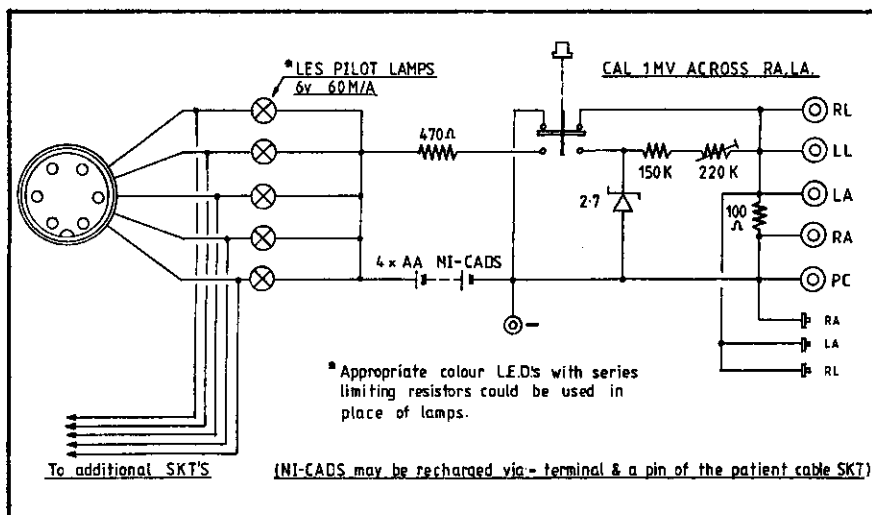 *LES PILOT LAMPS
6v 60M/A
CAL 1MV ACROSS RA,LA.
RL
470Ω
LL
150K
220K
LA
2·7
100
Ω
RA
4 x AA NI-CADS
PC
-
RA
LA
RL
* Appropriate colour L.E.D's with series
limiting resistors could be used in
place of lamps.
To additional SKT'S
(NI-CADS may be recharged via - terminal & a pin of the patient cable SKT)